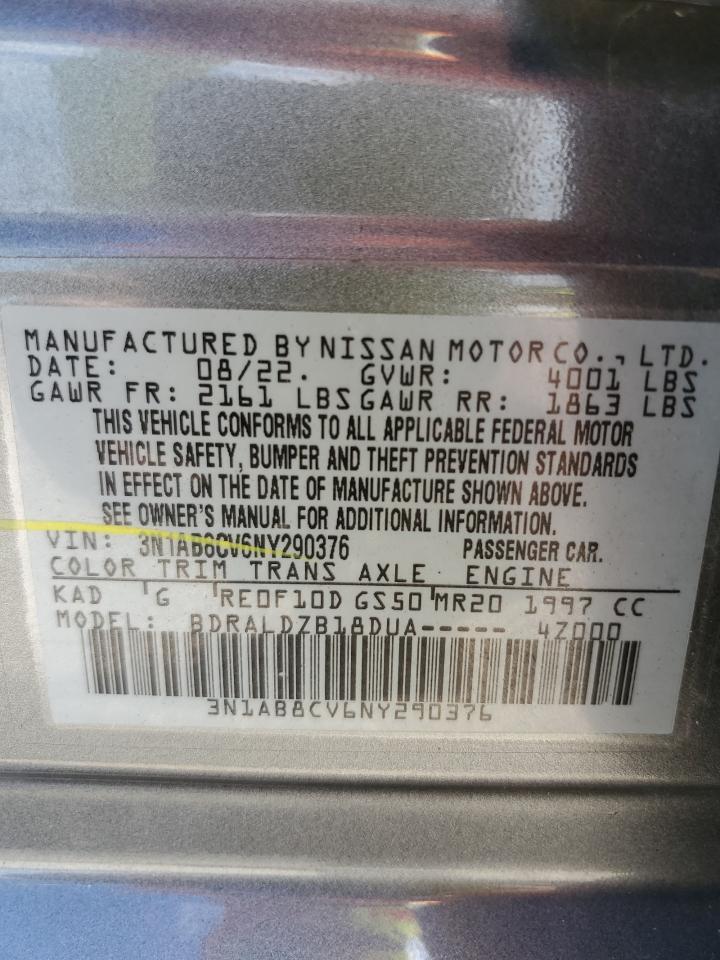 MANUFACTURED BY NISSAN MOTOR CO., LTD.
DATE: 08/22. GVWR: 4001 LBS
GAWR FR: 2161 LBS GAWR RR: 1863 LBS
THIS VEHICLE CONFORMS TO ALL APPLICABLE FEDERAL MOTOR
VEHICLE SAFETY, BUMPER AND THEFT PREVENTION STANDARDS
IN EFFECT ON THE DATE OF MANUFACTURE SHOWN ABOVE.
SEE OWNER'S MANUAL FOR ADDITIONAL INFORMATION.
VIN: 3N1AB8CV6NY290376 PASSENGER CAR.
COLOR TRIM TRANS AXLE ENGINE
KAD G RE0F10D GS50 MR20 1997 CC
MODEL: BDRALDZB18DUA----- 4Z000
3N1AB8CV6NY290376